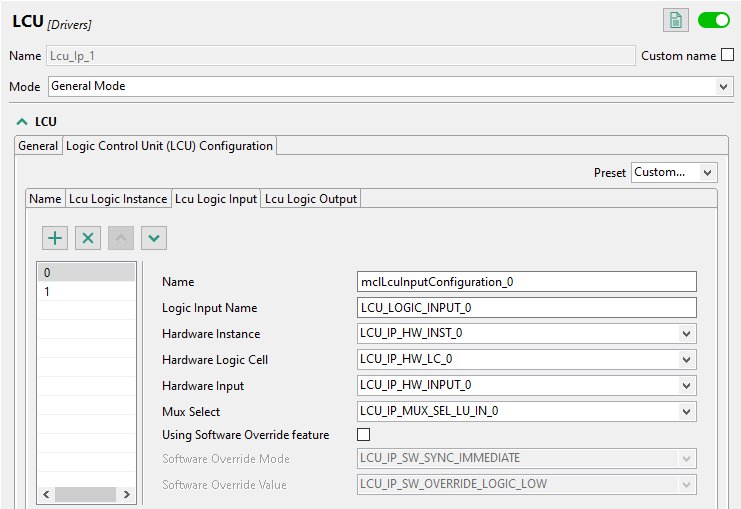 LCU [Drivers]
Name Lcu_Ip_1 Custom name
Mode General Mode
LCU
General Logic Control Unit (LCU) Configuration
Preset Custom...
Name Lcu Logic Instance Lcu Logic Input Lcu Logic Output
0
1
Name mclLcuInputConfiguration_0
Logic Input Name LCU_LOGIC_INPUT_0
Hardware Instance LCU_IP_HW_INST_0
Hardware Logic Cell LCU_IP_HW_LC_0
Hardware Input LCU_IP_HW_INPUT_0
Mux Select LCU_IP_MUX_SEL_LU_IN_0
Using Software Override feature
Software Override Mode LCU_IP_SW_SYNC_IMMEDIATE
Software Override Value LCU_IP_SW_OVERRIDE_LOGIC_LOW